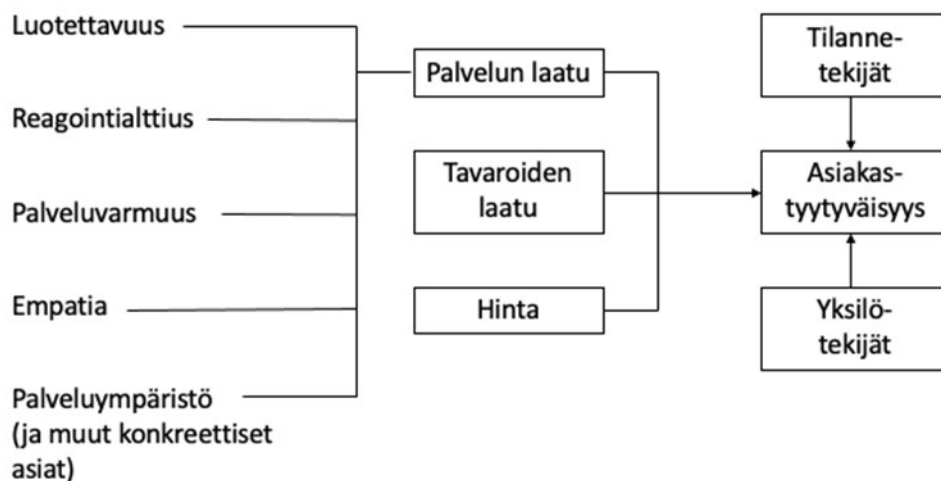 Luotettavuus
Reagointialttius
Palveluvarmuus
Empatia
Palveluympäristö
(ja muut konkreettiset
asiat)
Palvelun laatu
Tavaroiden
laatu
Hinta
Tilanne-
tekijät
Asiakas-
tyytyväisyys
Yksilö-
tekijät